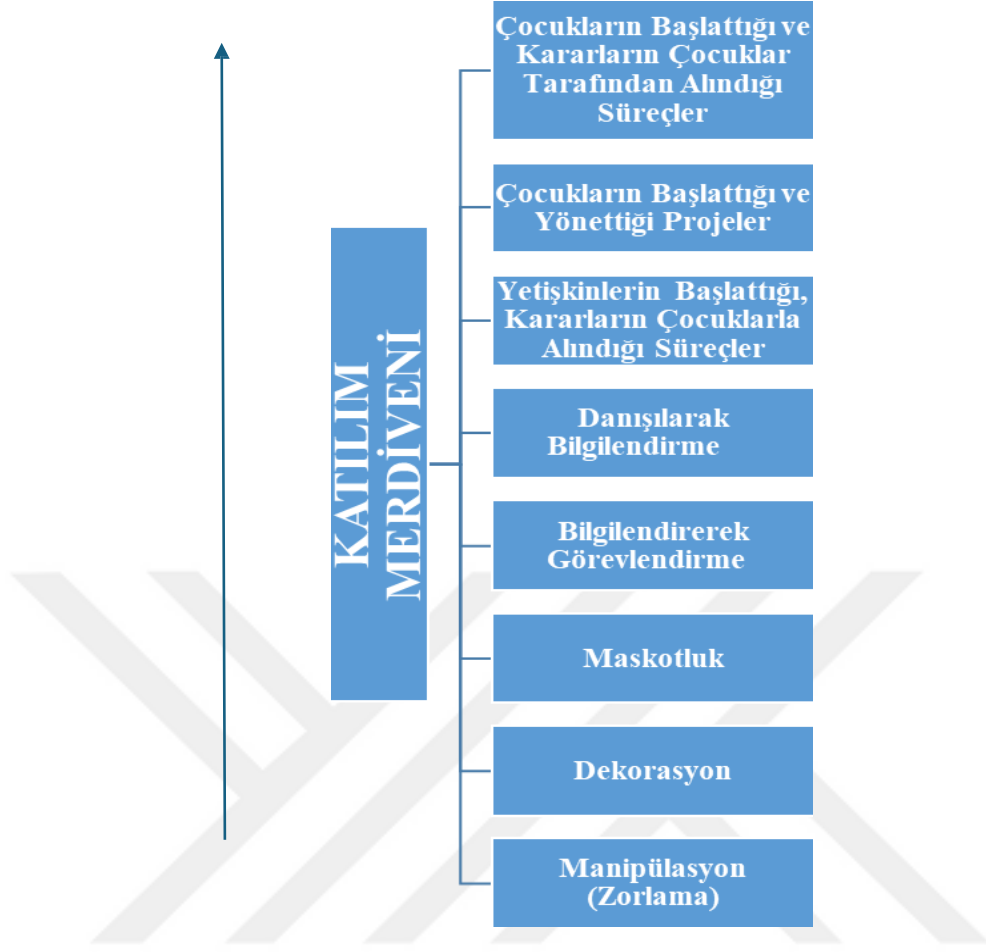 Çocukların Başlattığı ve
Kararların Çocuklar
Tarafından Alındığı
Süreçler
Çocukların Başlattığı ve
Yönettiği Projeler
Yetişkinlerin Başlattığı,
Kararların Çocuklarla
Alındığı Süreçler
KATILIM
MERDİVENİ
Danışılarak
Bilgilendirme
Bilgilendirerek
Görevlendirme
Maskotluk
Dekorasyon
Manipülasyon
(Zorlama)